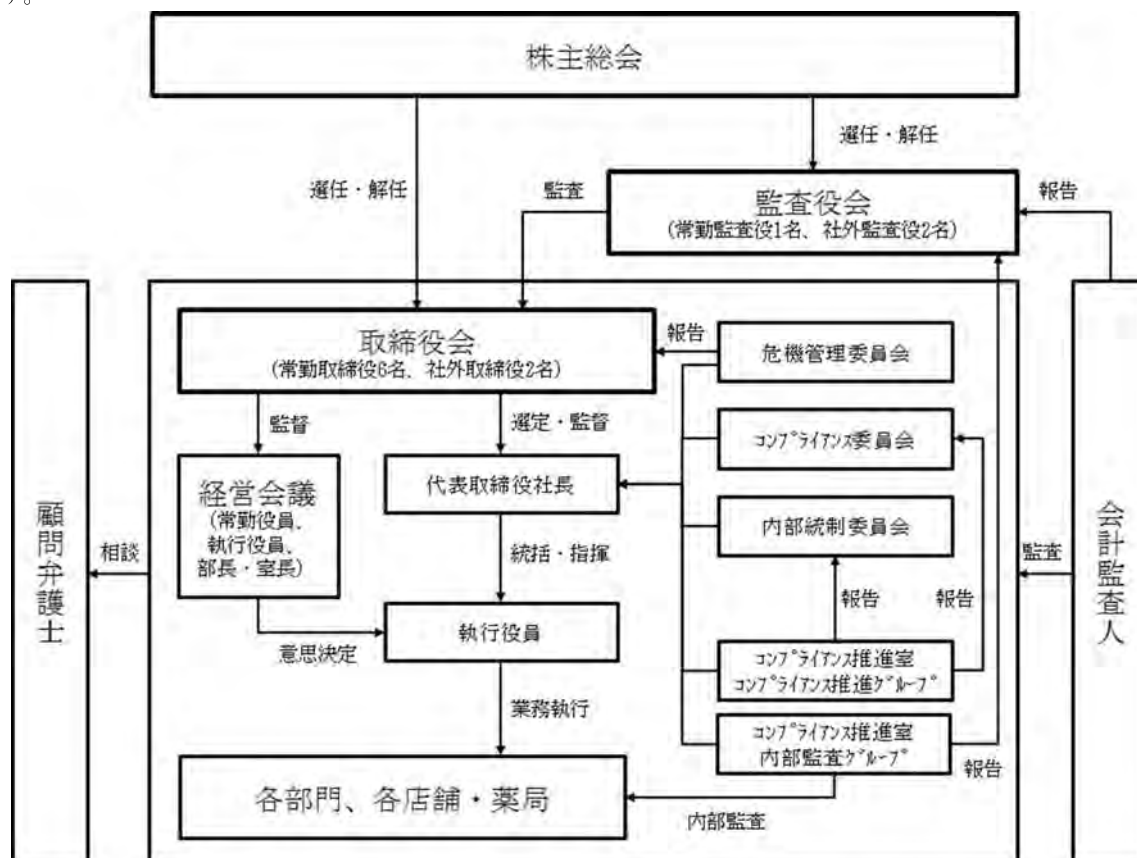 )。
株主総会
選任・解任
選任・解任
監査
報告
監査役会
(常勤監査役1名、社外監査役2名)
取締役会
(常勤取締役6名、社外取締役2名)
報告
危機管理委員会
監督
選定・監督
コンプライアンス委員会
経営会議
(常勤役員、
執行役員、
部長・室長)
代表取締役社長
内部統制委員会
顧問弁護士
相談
統括・指揮
監査
会計監査人
報告
報告
執行役員
意思決定
コンプライアンス推進室
コンプライアンス推進グループ
業務執行
コンプライアンス推進室
内部監査グループ
報告
各部門、各店舗・薬局
内部監査